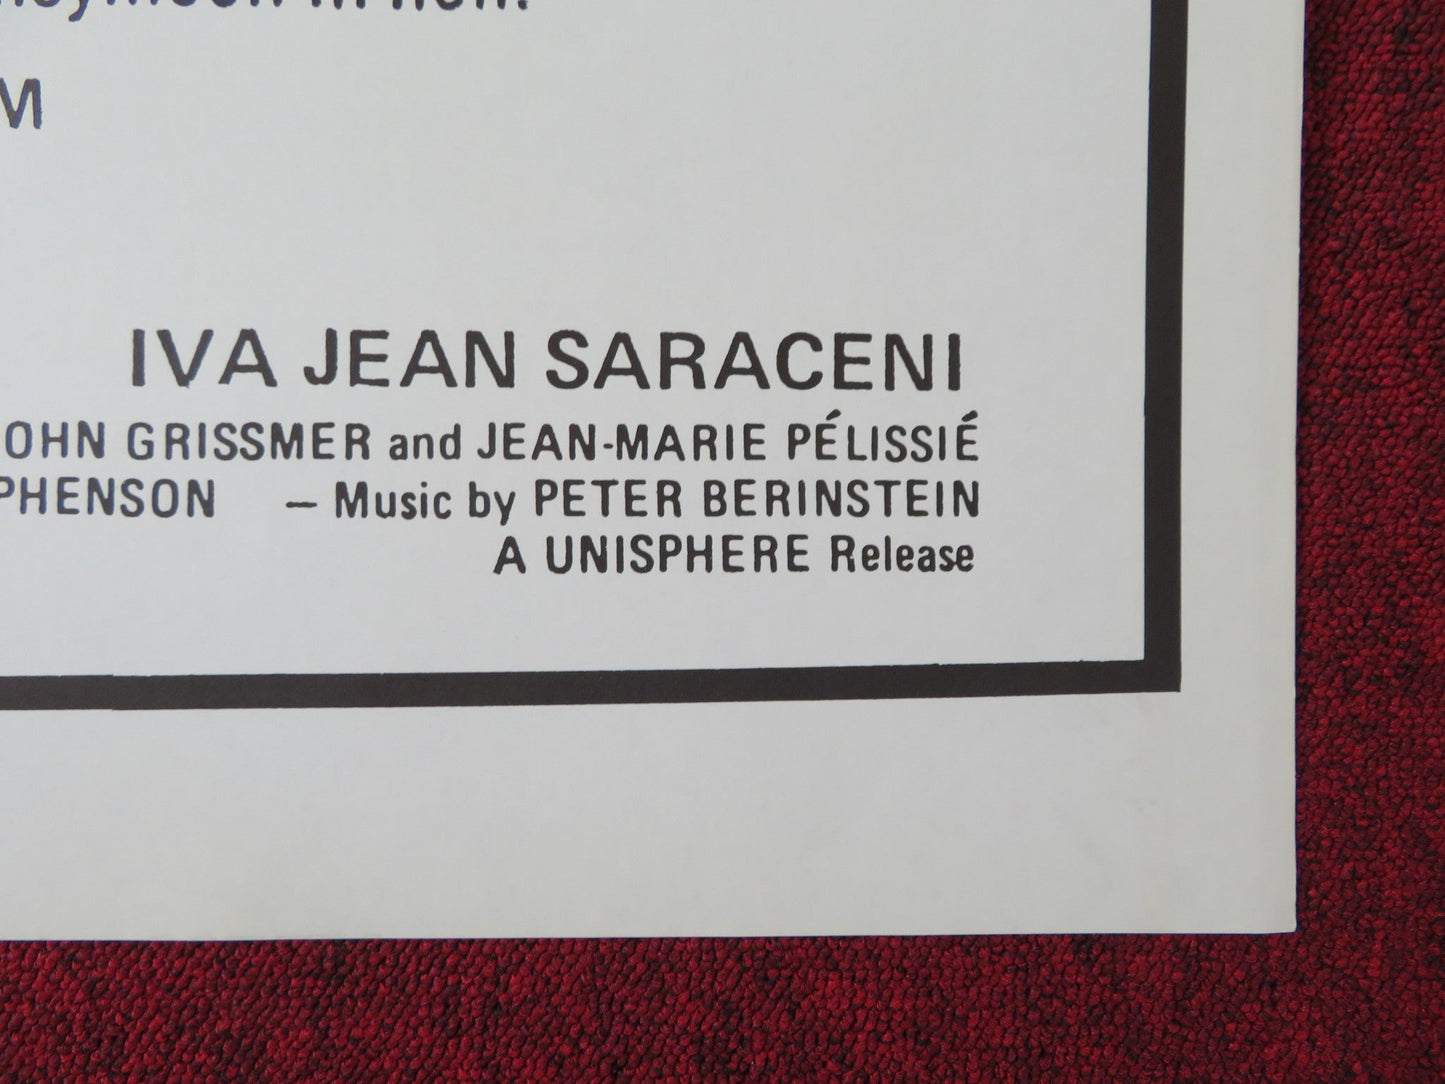 M
IVA JEAN SARACENI
OHN GRISSMER and JEAN-MARIE PÉLISSIÉ
PHENSON – Music by PETER BERINSTEIN
A UNISPHERE Release